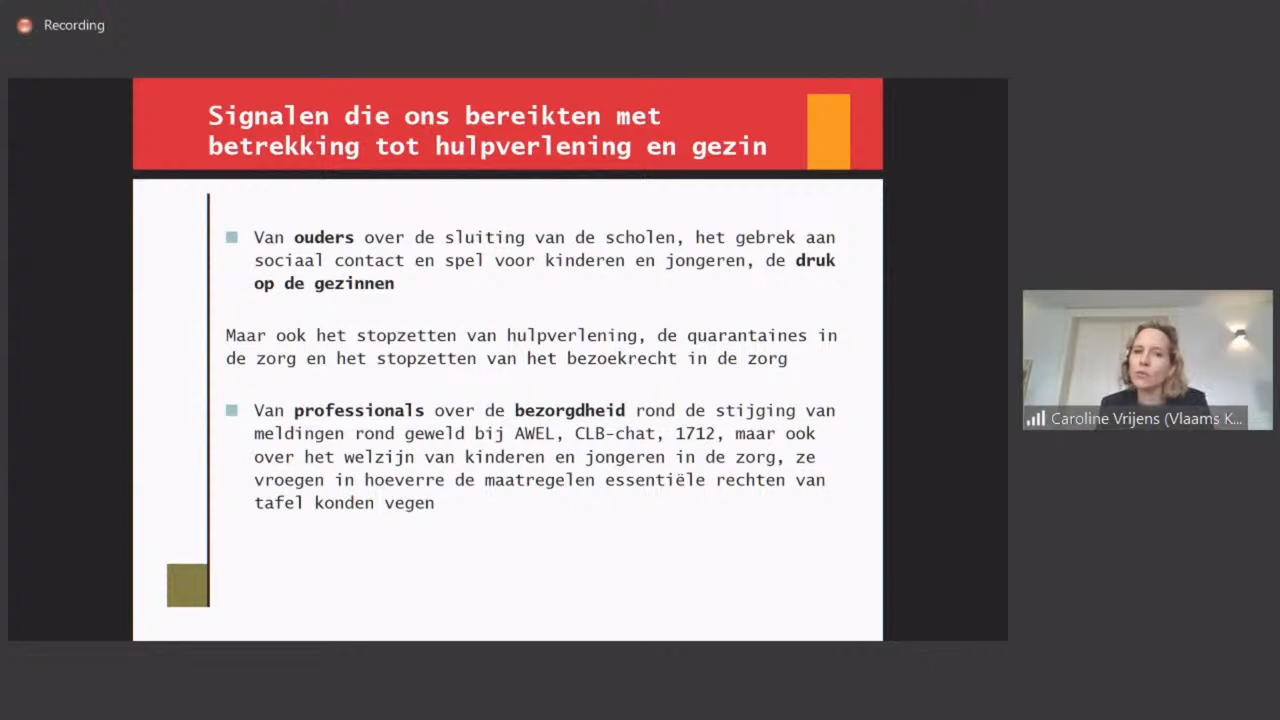 Recording
Signalen die ons bereikten met
betrekking tot hulpverlening en gezin
Van ouders over de sluiting van de scholen, het gebrek aan
sociaal contact en spel voor kinderen en jongeren, de druk
op de gezinnen
Maar ook het stopzetten van hulpverlening, de quarantaines in
de zorg en het stopzetten van het bezoekrecht in de zorg
Van professionals over de bezorgdheid rond de stijging van
meldingen rond geweld bij AWEL, CLB-chat, 1712, maar ook
over het welzijn van kinderen en jongeren in de zorg, ze
vroegen in hoeverre de maatregelen essentiële rechten van
tafel konden vegen
Caroline Vrijens (Vlaams K...